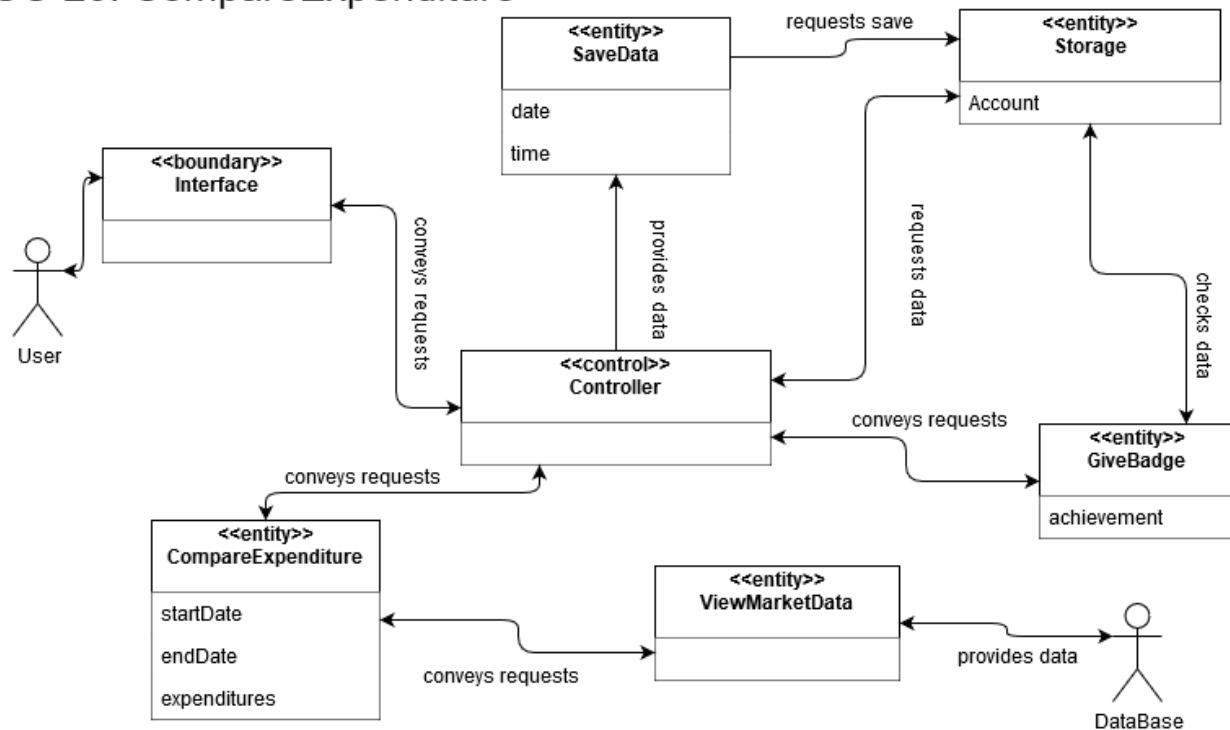 CompareExpenditure
<<entity>>
SaveData
date
time
requests save
<<entity>>
Storage
Account
<<boundary>>
Interface
User
conveys requests
provides data
requests data
checks data
<<control>>
Controller
conveys requests
<<entity>>
GiveBadge
achievement
conveys requests
<<entity>>
CompareExpenditure
startDate
endDate
expenditures
conveys requests
<<entity>>
ViewMarketData
provides data
DataBase